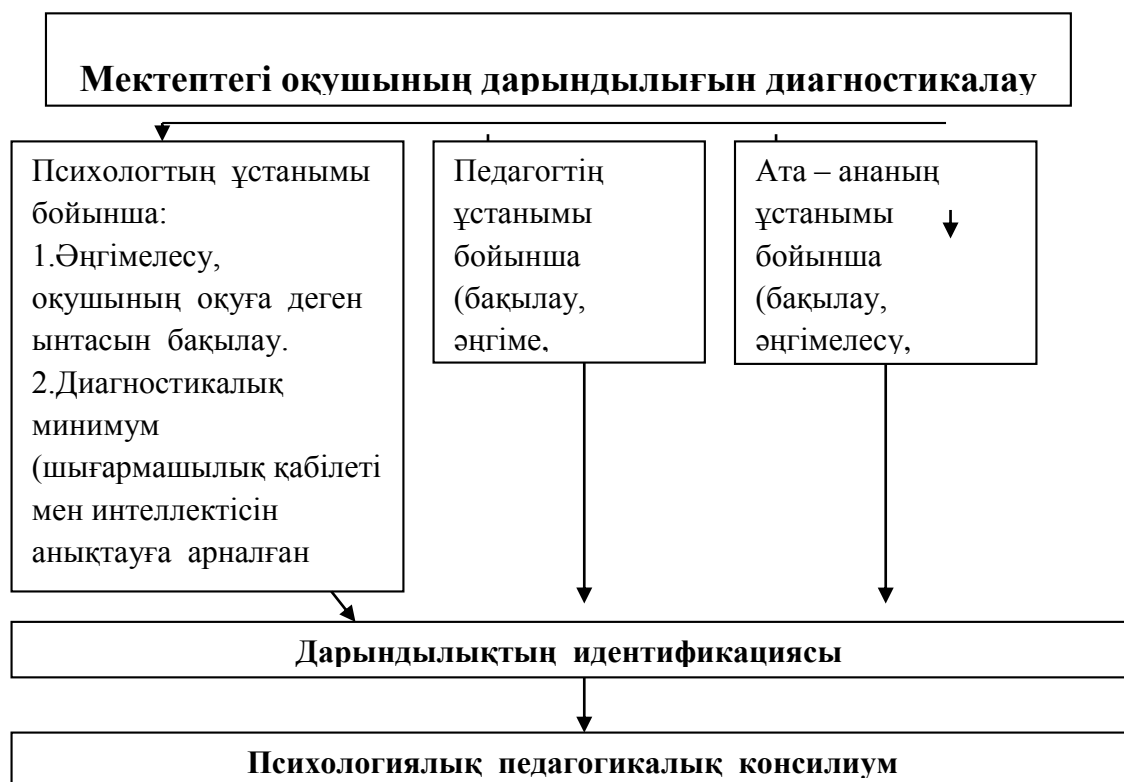 Мектептегі оқушының дарындылығын диагностикалау
Психологтың ұстанымы
бойынша:
1.Әңгімелесу,
оқушының оқуға деген
ынтасын бақылау.
2.Диагностикалық
минимум
(шығармашылық қабілеті
мен интеллектісін
анықтауға арналған
Педагогтің
ұстанымы
бойынша
(бақылау,
әңгіме,
Ата – ананың
ұстанымы
бойынша
(бақылау,
әңгімелесу,
Дарындылықтың идентификациясы
Психологиялық педагогикалық консилиум